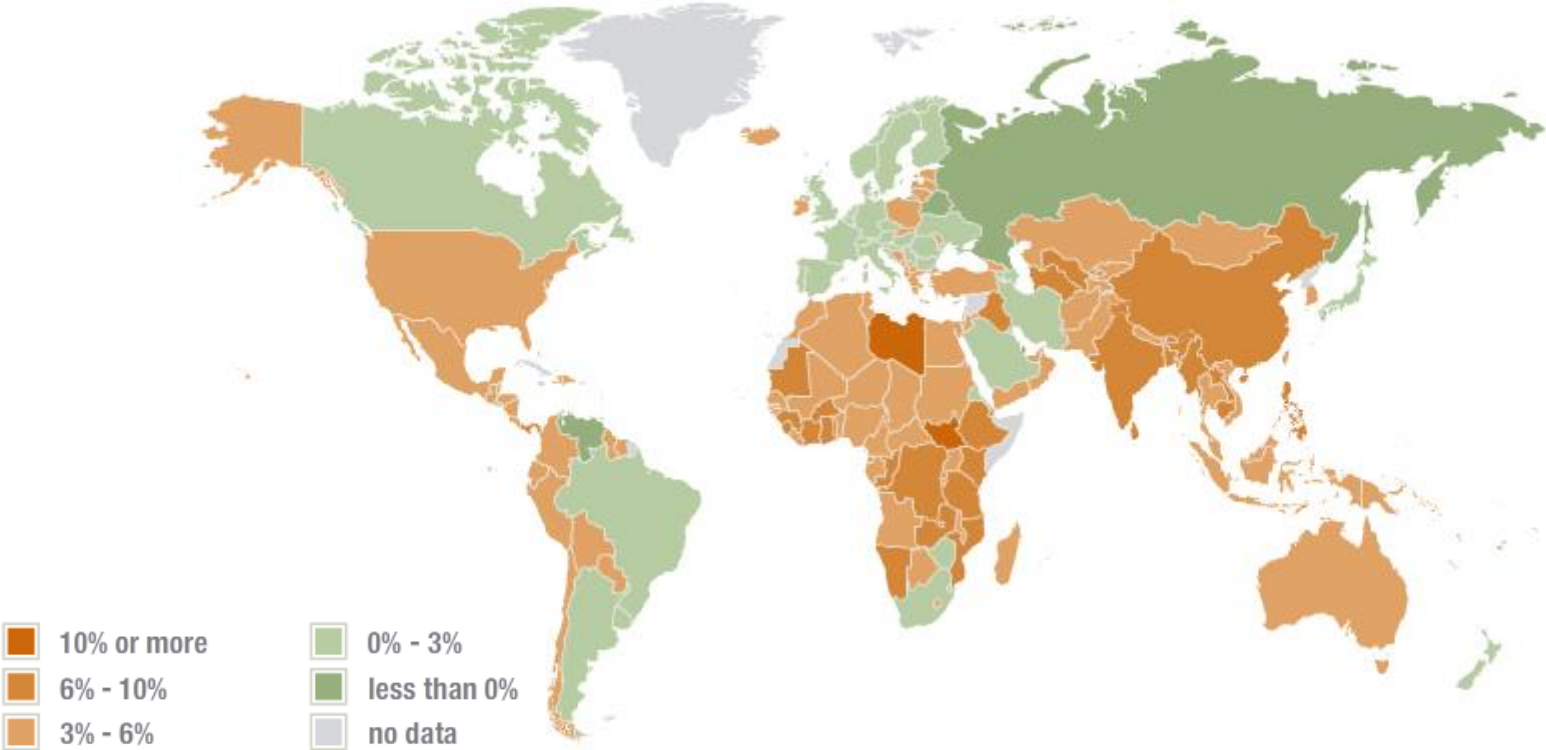 10% or more
6% - 10%
3% - 6%
0% - 3%
less than 0%
no data